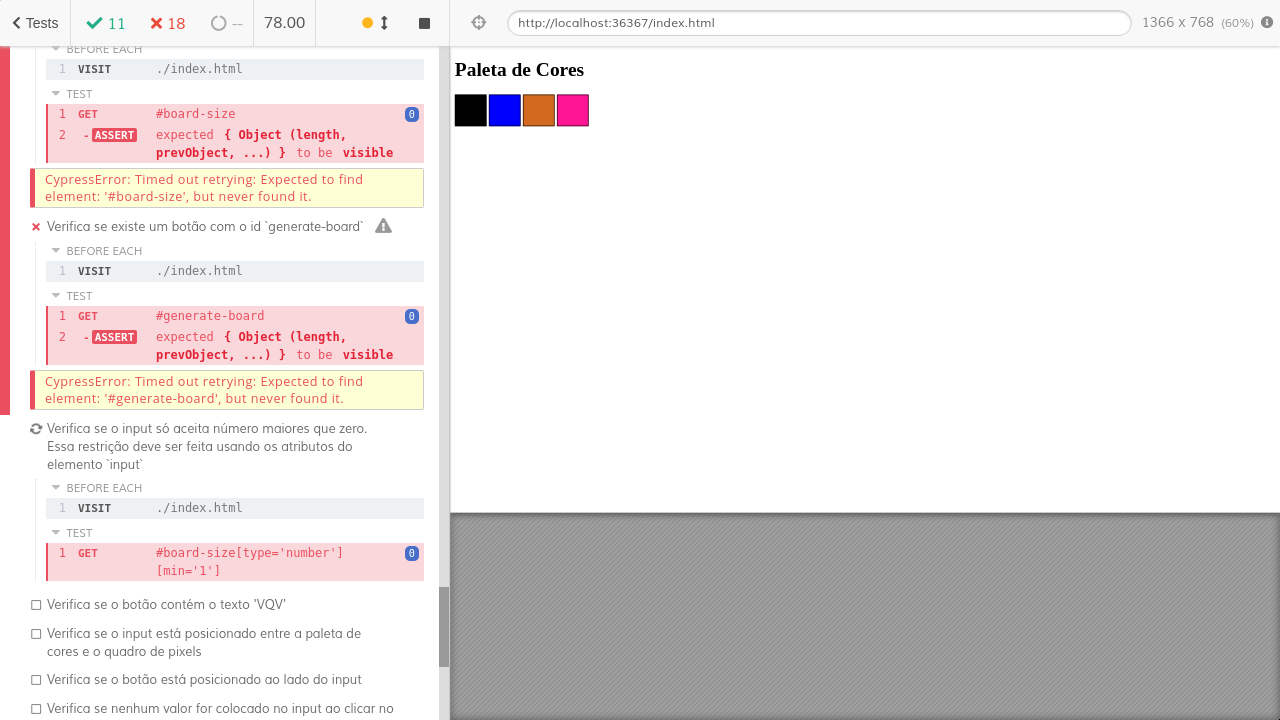 Tests
11
18
--
78.00
http://localhost:36367/index.html
1366 x 768 (60%)
BEFORE EACH
1 VISIT ./index.html
TEST
1 GET #board-size 0
2 -ASSERT expected { Object (length,
prevObject, ...) } to be visible
CypressError: Timed out retrying: Expected to find
element: '#board-size', but never found it.
Verifica se existe um botão com o id `generate-board`
BEFORE EACH
1 VISIT ./index.html
TEST
1 GET #generate-board 0
2 -ASSERT expected { Object (length,
prevObject, ...) } to be visible
CypressError: Timed out retrying: Expected to find
element: '#generate-board', but never found it.
Verifica se o input só aceita número maiores que zero.
Essa restrição deve ser feita usando os atributos do
elemento `input`
BEFORE EACH
1 VISIT ./index.html
TEST
1 GET #board-size[type='number'] 0
[min='1']
Verifica se o botão contém o texto 'VQV'
Verifica se o input está posicionado entre a paleta de
cores e o quadro de pixels
Verifica se o botão está posicionado ao lado do input
Verifica se nenhum valor for colocado no input ao clicar no
Paleta de Cores